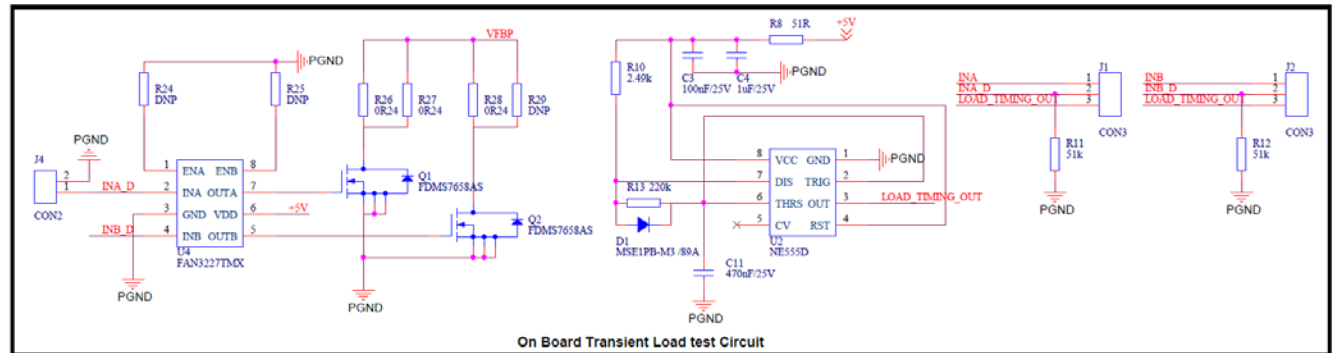 R24
DNP
R25
DNP
PGND
PGND
J4
2
1
CON2
INA_D
INB_D
1
2
3
4
ENA ENB
INA OUTA
GND VDD
INB OUTB
8
7
6
5
U4
FAN3227TMX
+5V
PGND
VFBP
R26
0R24
R27
0R24
R28
0R24
R29
DNP
Q1
FDMS7658AS
Q2
FDMS7658AS
PGND
R8 51R
+5V
R10
2.49k
C3
100nF/25V
C4
1uF/25V
PGND
R13 220k
D1
MSE1PB-M3 /89A
C11
470nF/25V
PGND
8
7
6
5
VCC GND
DIS TRIG
THRS OUT
CV RST
1
2
3
4
U2
NE555D
PGND
LOAD_TIMING_OUT
INA
INA_D
LOAD_TIMING_OUT
J1
1
2
3
CON3
R11
51k
PGND
INB
INB_D
LOAD_TIMING_OUT
J2
1
2
3
CON3
R12
51k
PGND
On Board Transient Load test Circuit